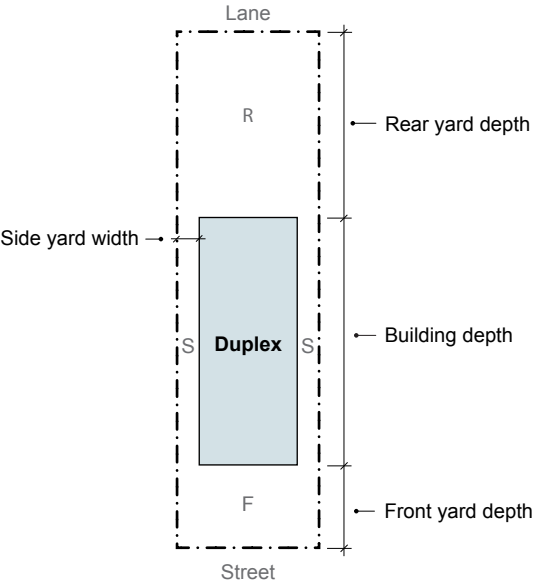 Lane
R
Rear yard depth
Side yard width
S
Duplex
S
Building depth
F
Front yard depth
Street